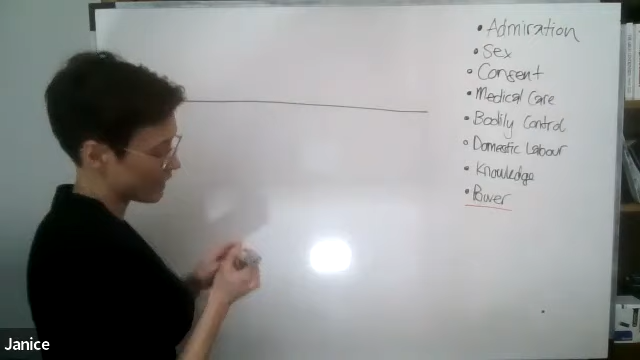 • Admiration
• Sex
• Consent
• Medical Care
• Bodily Control
• Domestic Labour
• Knowledge
• Power
Janice